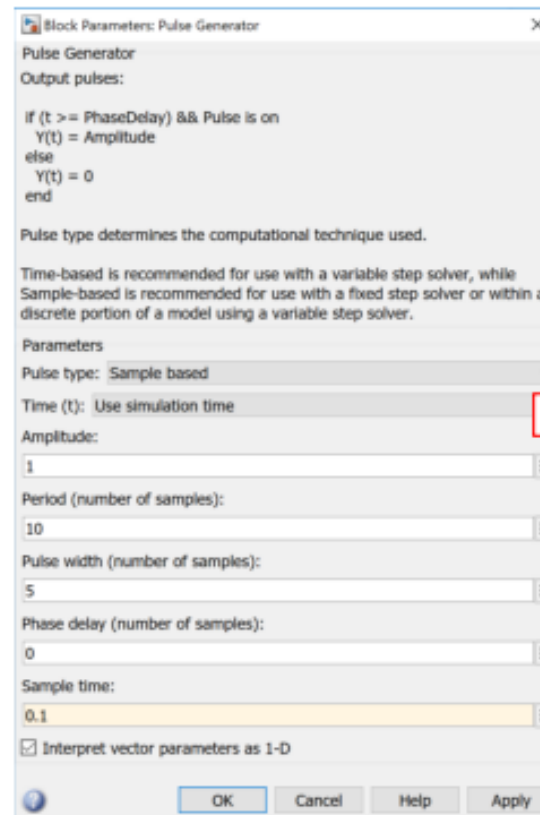 Block Parameters: Pulse Generator
Pulse Generator
Output pulses:
if (t >= PhaseDelay) && Pulse is on
Y(t) = Amplitude
else
Y(t) = 0
end
Pulse type determines the computational technique used.
Time-based is recommended for use with a variable step solver, while
Sample-based is recommended for use with a fixed step solver or within a
discrete portion of a model using a variable step solver.
Parameters
Pulse type: Sample based
Time (t): Use simulation time
Amplitude:
1
Period (number of samples):
10
Pulse width (number of samples):
5
Phase delay (number of samples):
0
Sample time:
0.1
Interpret vector parameters as 1-D
OK Cancel Help Apply